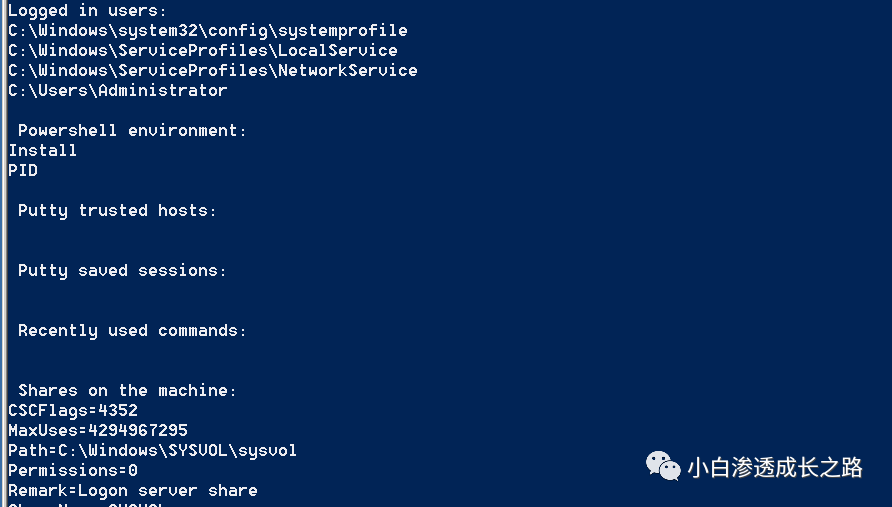 Logged in users:
C:\Windows\system32\config\systemprofile
C:\Windows\ServiceProfiles\LocalService
C:\Windows\ServiceProfiles\NetworkService
C:\Users\Administrator
Powershell environment:
Install
PID
Putty trusted hosts:
Putty saved sessions:
Recently used commands:
Shares on the machine:
CSCFlags=4352
MaxUses=4294967295
Path=C:\Windows\SYSVOL\sysvol
Permissions=0
Remark=Logon server share
小白渗透成长之路